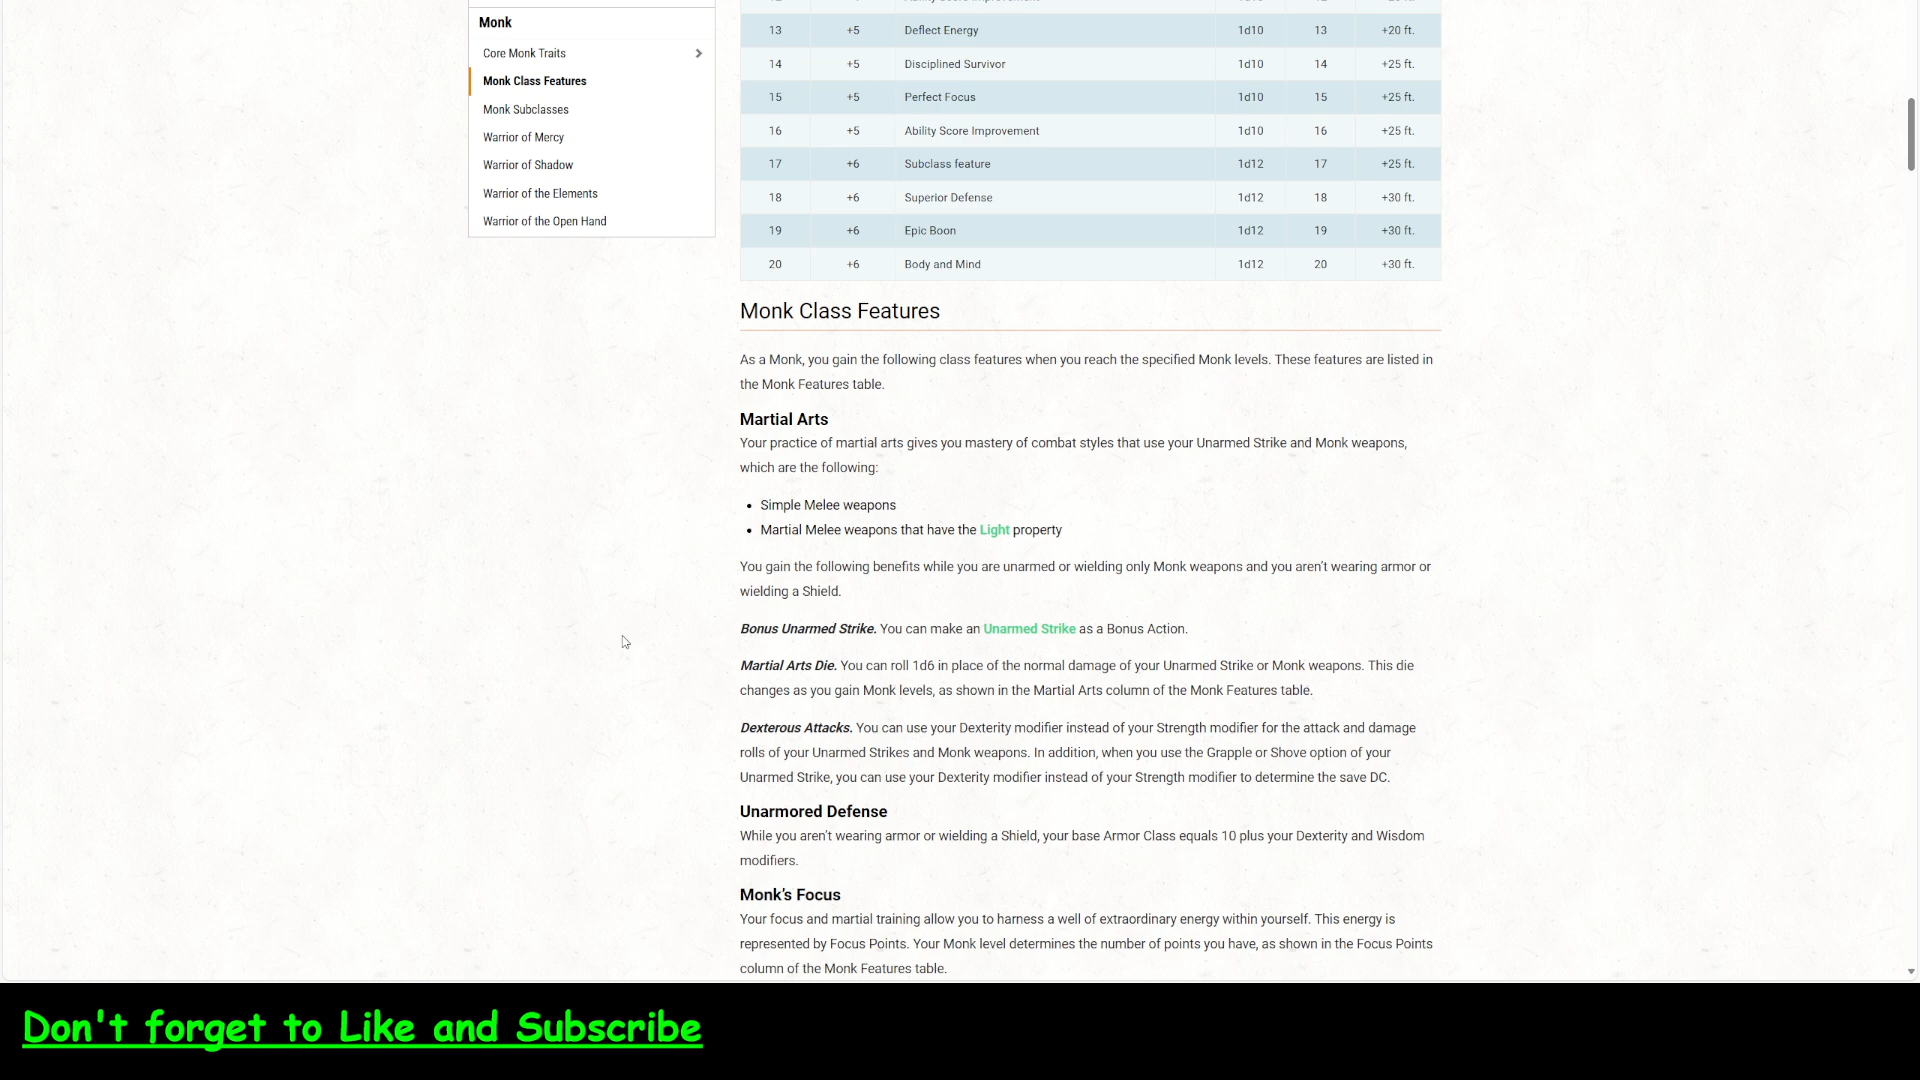 Monk
Core Monk Traits
Monk Class Features
Monk Subclasses
Warrior of Mercy
Warrior of Shadow
Warrior of the Elements
Warrior of the Open Hand
13 +5 Deflect Energy 1d10 13 +20 ft.
14 +5 Disciplined Survivor 1d10 14 +25 ft.
15 +5 Perfect Focus 1d10 15 +25 ft.
16 +5 Ability Score Improvement 1d10 16 +25 ft.
17 +6 Subclass feature 1d12 17 +25 ft.
18 +6 Superior Defense 1d12 18 +30 ft.
19 +6 Epic Boon 1d12 19 +30 ft.
20 +6 Body and Mind 1d12 20 +30 ft.
Monk Class Features
As a Monk, you gain the following class features when you reach the specified Monk levels. These features are listed in
the Monk Features table.
Martial Arts
Your practice of martial arts gives you mastery of combat styles that use your Unarmed Strike and Monk weapons,
which are the following:
• Simple Melee weapons
• Martial Melee weapons that have the Light property
You gain the following benefits while you are unarmed or wielding only Monk weapons and you aren’t wearing armor or
wielding a Shield.
Bonus Unarmed Strike. You can make an Unarmed Strike as a Bonus Action.
Martial Arts Die. You can roll 1d6 in place of the normal damage of your Unarmed Strike or Monk weapons. This die
changes as you gain Monk levels, as shown in the Martial Arts column of the Monk Features table.
Dexterous Attacks. You can use your Dexterity modifier instead of your Strength modifier for the attack and damage
rolls of your Unarmed Strikes and Monk weapons. In addition, when you use the Grapple or Shove option of your
Unarmed Strike, you can use your Dexterity modifier instead of your Strength modifier to determine the save DC.
Unarmored Defense
While you aren’t wearing armor or wielding a Shield, your base Armor Class equals 10 plus your Dexterity and Wisdom
modifiers.
Monk’s Focus
Your focus and martial training allow you to harness a well of extraordinary energy within yourself. This energy is
represented by Focus Points. Your Monk level determines the number of points you have, as shown in the Focus Points
column of the Monk Features table.
Don't forget to Like and Subscribe